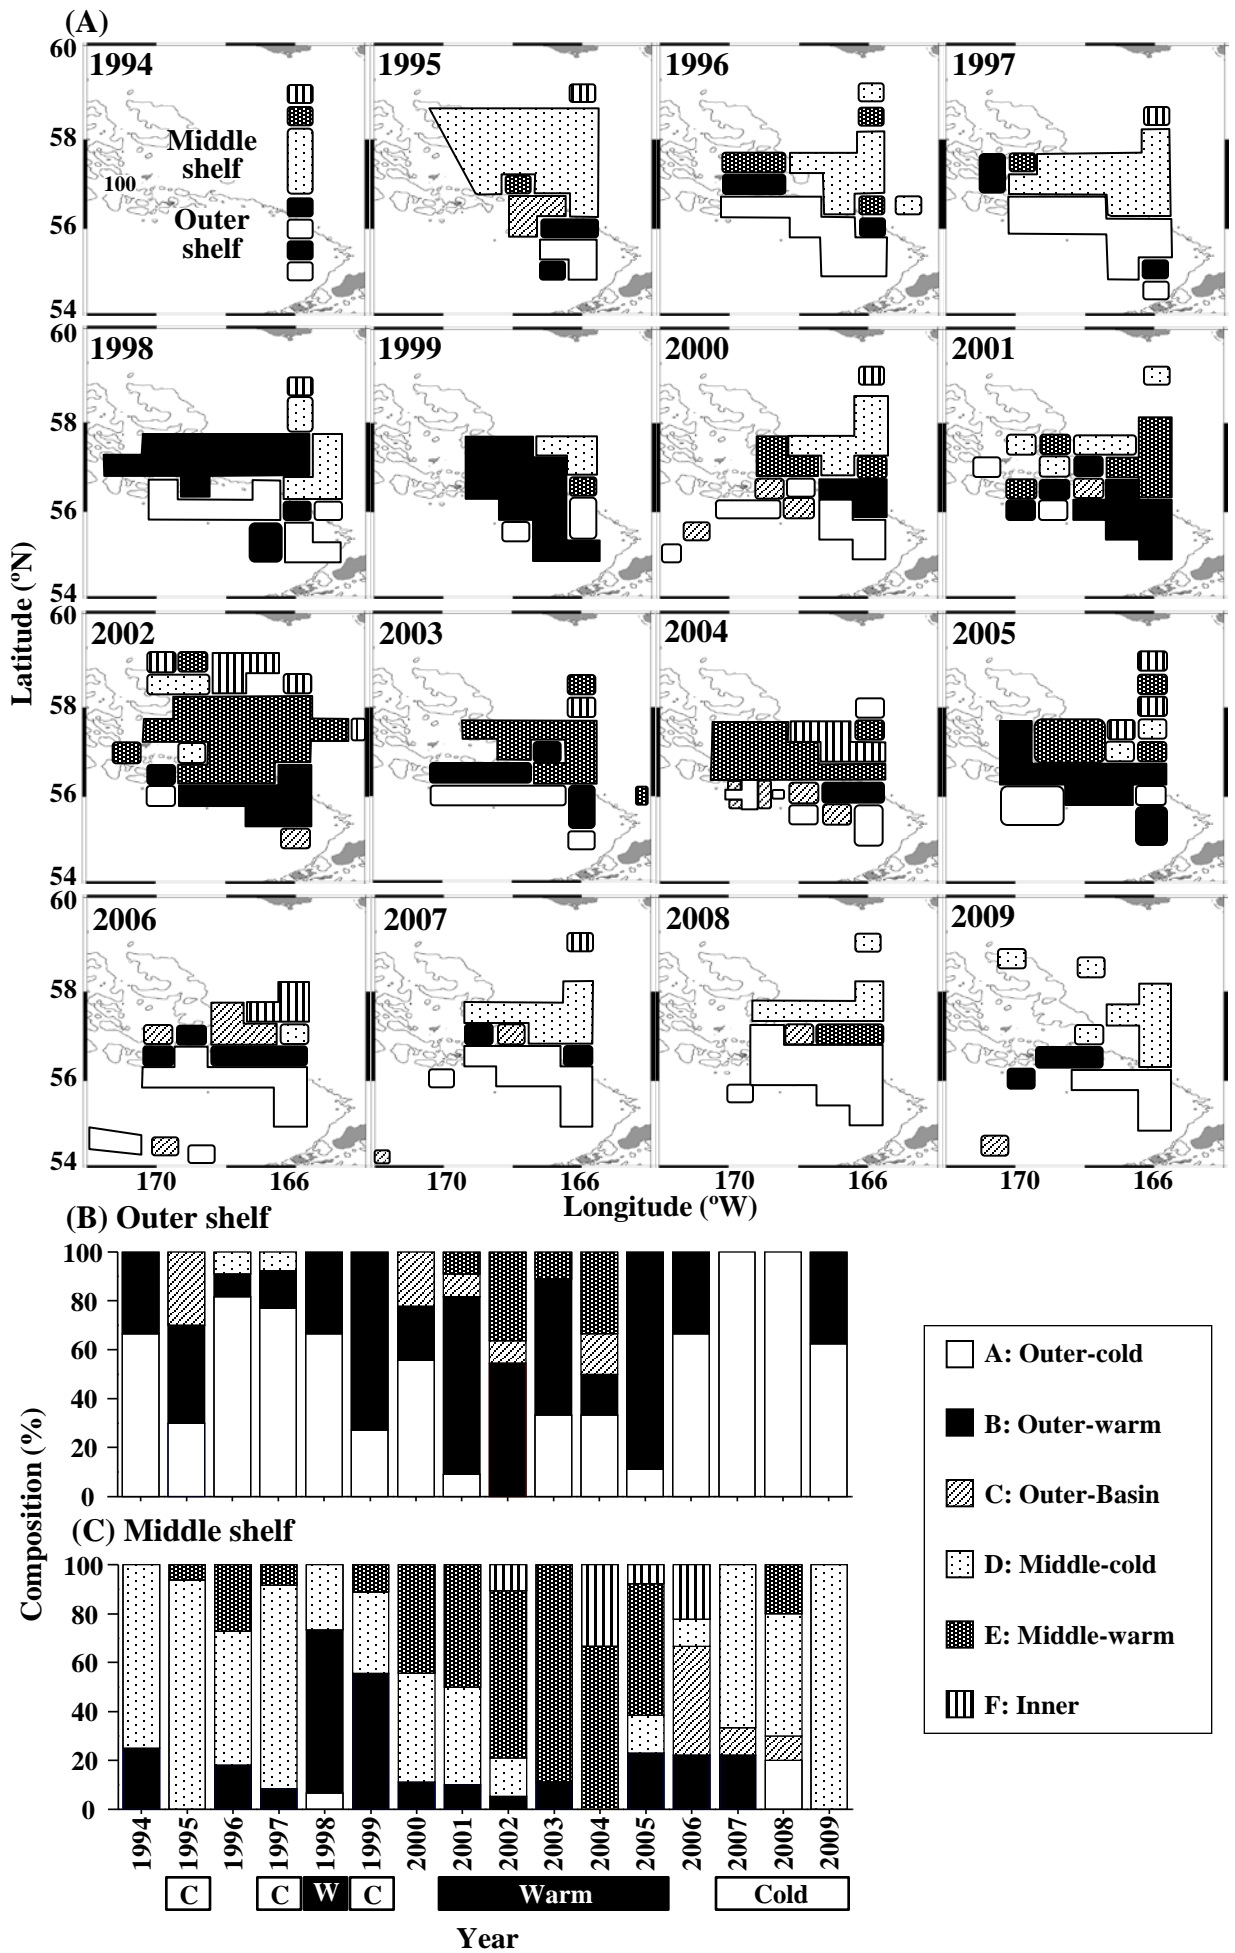 (A)
60
58
56
54
1994
1995
1996
1997
Middle
shelf
100
Outer
shelf
60
58
56
54
1998
1999
2000
2001
Latitude (ºN)
60
58
56
54
2002
2003
2004
2005
60
58
56
54
2006
2007
2008
2009
170 166 170 166 170 166 170 166
Longitude (ºW)
(B) Outer shelf
100
80
60
40
20
0
Composition (%)
(C) Middle shelf
100
80
60
40
20
0
1994 1995 1996 1997 1998 1999 2000 2001 2002 2003 2004 2005 2006 2007 2008 2009
C C W C Warm Cold
Year
A: Outer-cold
B: Outer-warm
C: Outer-Basin
D: Middle-cold
E: Middle-warm
F: Inner